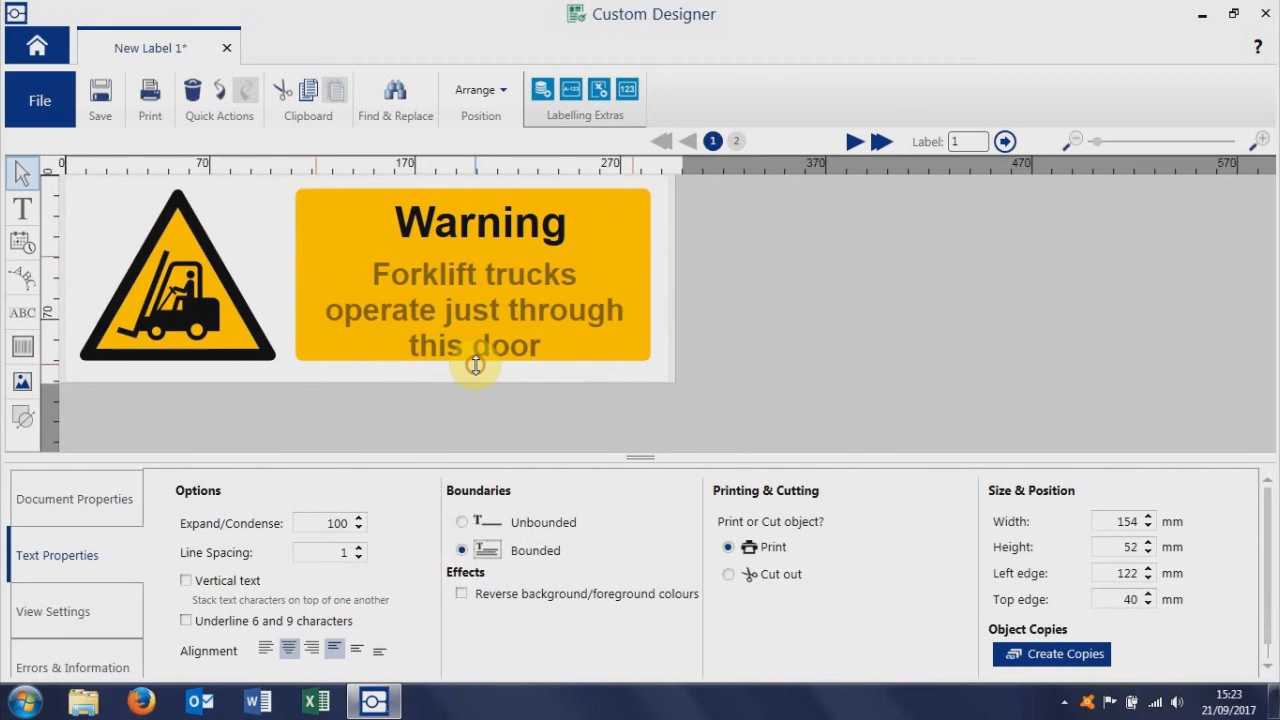 Custom Designer
New Label 1*
?
File
Save
Print
Quick Actions
Clipboard
Find & Replace
Arrange
Position
A-123
123
Labelling Extras
1
2
Label: 1
0
70
170
270
370
470
570
0
70
T
ABC
ABC
Warning
Forklift trucks
operate just through
this door
Document Properties
Text Properties
View Settings
Errors & Information
Options
Expand/Condense: 100
Line Spacing: 1
Vertical text
Stack text characters on top of one another
Underline 6 and 9 characters
Alignment
Boundaries
T Unbounded
T Bounded
Effects
Reverse background/foreground colours
Printing & Cutting
Print or Cut object?
Print
Cut out
Size & Position
Width: 154 mm
Height: 52 mm
Left edge: 122 mm
Top edge: 40 mm
Object Copies
Create Copies
15:23
21/09/2017